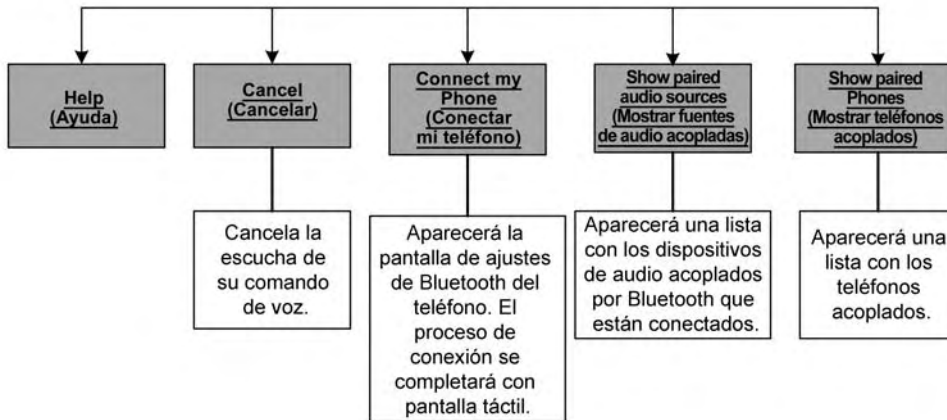 Help
(Ayuda)
Cancel
(Cancelar)
Connect my
Phone
(Conectar
mi teléfono)
Show paired
audio sources
(Mostrar fuentes
de audio acopladas)
Show paired
Phones
(Mostrar teléfonos
acoplados)
Cancela la
escucha de
su comando
de voz.
Aparecerá la
pantalla de ajustes
de Bluetooth del
teléfono. El
proceso de
conexión se
completará con
pantalla táctil.
Aparecerá una lista
con los dispositivos
de audio acoplados
por Bluetooth que
están conectados.
Aparecerá una
lista con los
teléfonos
acoplados.